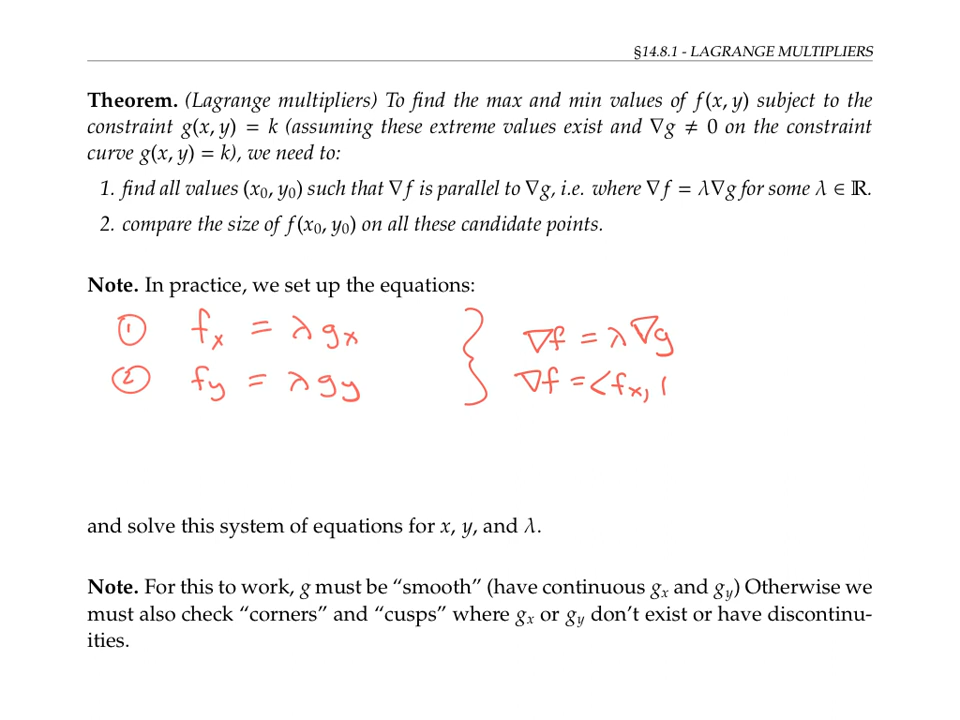 §14.8.1 - LAGRANGE MULTIPLIERS
Theorem. (Lagrange multipliers) To find the max and min values of f(x, y) subject to the
constraint g(x, y) = k (assuming these extreme values exist and ∇g ≠ 0 on the constraint
curve g(x, y) = k), we need to:
1. find all values (x₀, y₀) such that ∇f is parallel to ∇g, i.e. where ∇f = λ∇g for some λ ∈ ℝ.
2. compare the size of f(x₀, y₀) on all these candidate points.
Note. In practice, we set up the equations:
① fₓ = λ gₓ } ∇f = λ ∇g
② f_y = λ g_y ∇f = <fₓ, (
and solve this system of equations for x, y, and λ.
Note. For this to work, g must be “smooth” (have continuous gₓ and g_y) Otherwise we
must also check “corners” and “cusps” where gₓ or g_y don’t exist or have discontinu-
ities.